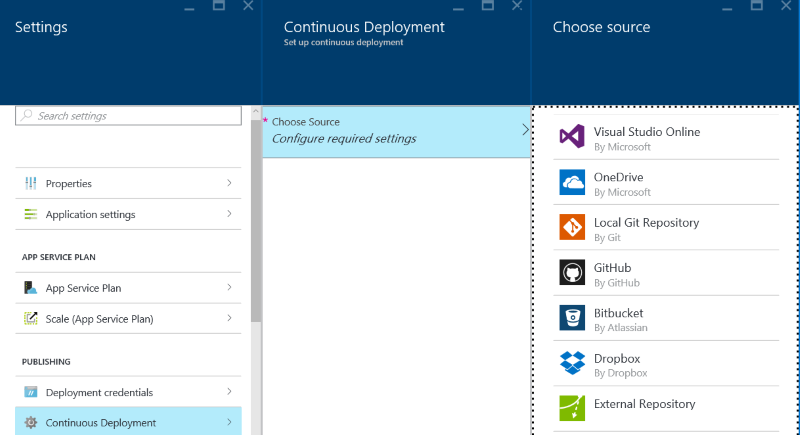 Settings
Search settings
Properties
Application settings
APP SERVICE PLAN
App Service Plan
Scale (App Service Plan)
PUBLISHING
Deployment credentials
Continuous Deployment
Continuous Deployment
Set up continuous deployment
* Choose Source
Configure required settings
Choose source
Visual Studio Online
By Microsoft
OneDrive
By Microsoft
Local Git Repository
By Git
GitHub
By GitHub
Bitbucket
By Atlassian
Dropbox
By Dropbox
External Repository